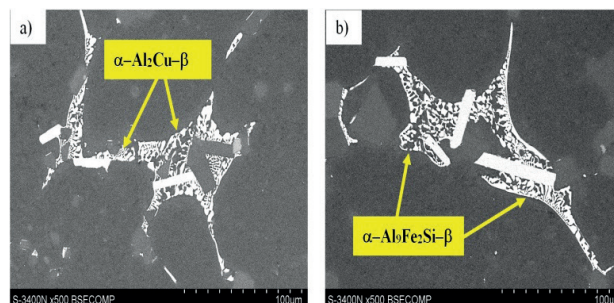 a)
α–Al₂Cu–β
S-3400N x500 BSECOMP
100µm
b)
α–Al₉Fe₂Si–β
S-3400N x500 BSECOMP